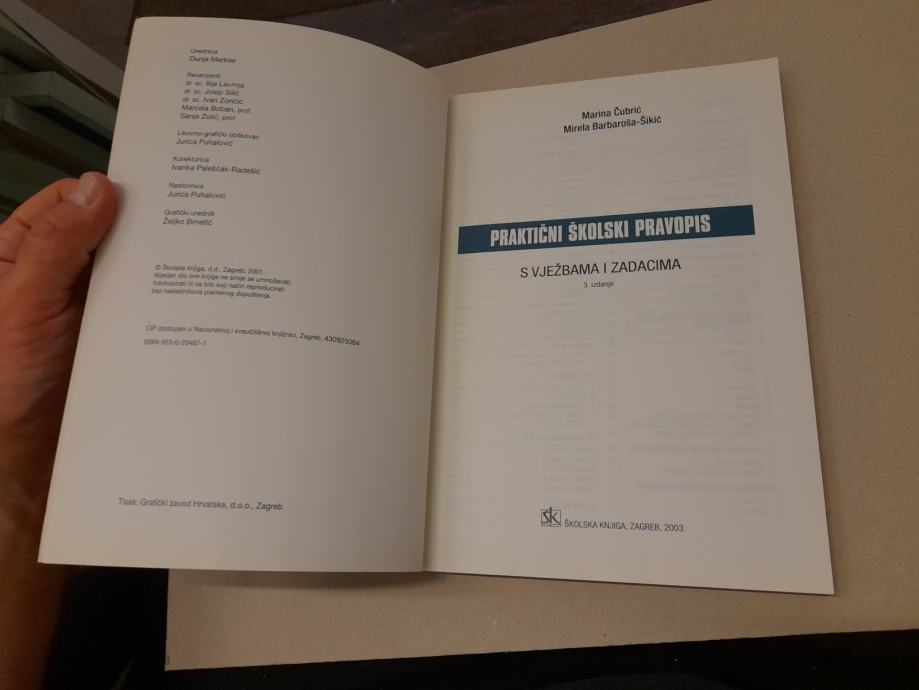 Urednica
Dunja Merkler
Recenzenti
dr. sc. Ilija Lavrnja
dr. sc. Josip Silić
dr. sc. Ivan Zoričić
Marcela Boban, prof.
Sanja Zolić, prof.
Likovno-grafički oblikovao
Jurica Puhalović
Korektorica
Ivanka Palešćak-Radešić
Naslovnica
Jurica Puhalović
Grafički urednik
Željko Brnetić
© Školska knjiga, d.d., Zagreb, 2001.
Nijedan dio ove knjige ne smije se umnožavati,
fotokopirati ni na bilo koji način reproducirati
bez nakladnikova pismenog dopuštenja.
CIP dostupan u Nacionalnoj i sveučilišnoj knjižnici, Zagreb, 430925064
ISBN-953-0-20467-1
Tisak: Grafički zavod Hrvatske, d.o.o., Zagreb
Marina Čubrić
Mirela Barbaroša-Šikić
PRAKTIČNI ŠKOLSKI PRAVOPIS
S VJEŽBAMA I ZADACIMA
3. izdanje
šk ŠKOLSKA KNJIGA, ZAGREB, 2003.